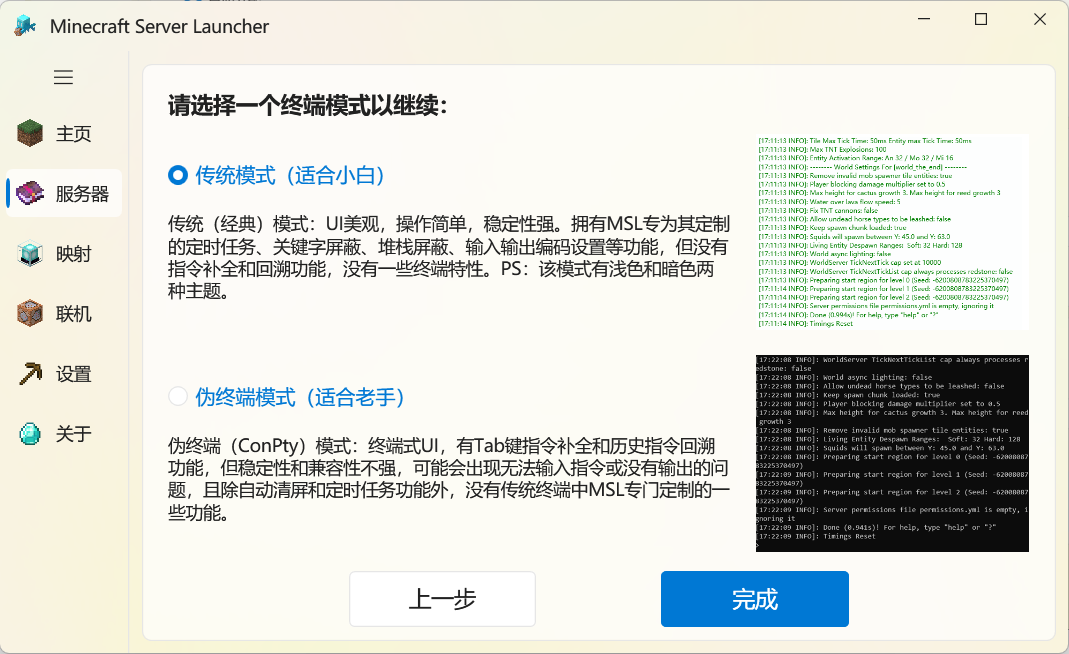 Minecraft Server Launcher
主页
服务器
映射
联机
设置
关于
请选择一个终端模式以继续：
传统模式（适合小白）
传统（经典）模式：UI美观，操作简单，稳定性强。拥有MSL专为其定制
的定时任务、关键字屏蔽、堆栈屏蔽、输入输出编码设置等功能，但没有
指令补全和回溯功能，没有一些终端特性。PS：该模式有浅色和暗色两
种主题。
[17:11:13 INFO]: Tile Max Tick Time: 50ms Entity max Tick Time: 50ms
[17:11:13 INFO]: Max TNT Explosions: 100
[17:11:13 INFO]: Entity Activation Range: An 32 / Mo 32 / Mi 16
[17:11:13 INFO]: -------- World Settings For [world_the_end] --------
[17:11:13 INFO]: Remove invalid mob spawner tile entities: true
[17:11:13 INFO]: Player blocking damage multiplier set to 0.5
[17:11:13 INFO]: Max height for cactus growth 3. Max height for reed growth 3
[17:11:13 INFO]: Water over lava flow speed: 5
[17:11:13 INFO]: Fix TNT cannons: false
[17:11:13 INFO]: Allow undead horse types to be leashed: false
[17:11:13 INFO]: Keep spawn chunk loaded: true
[17:11:13 INFO]: Squids will spawn between Y: 45.0 and Y: 63.0
[17:11:13 INFO]: Living Entity Despawn Ranges: Soft: 32 Hard: 128
[17:11:13 INFO]: World async lighting: false
[17:11:13 INFO]: WorldServer TickNextTick cap set at 10000
[17:11:13 INFO]: WorldServer TickNextTickList cap always processes redstone: false
[17:11:14 INFO]: Preparing start region for level 0 (Seed: -6200808783225370497)
[17:11:14 INFO]: Preparing start region for level 1 (Seed: -6200808783225370497)
[17:11:14 INFO]: Preparing start region for level 2 (Seed: -6200808783225370497)
[17:11:14 INFO]: Server permissions file permissions.yml is empty, ignoring it
[17:11:14 INFO]: Done (0.994s)! For help, type "help" or "?"
[17:11:14 INFO]: Timings Reset
伪终端模式（适合老手）
伪终端（ConPty）模式：终端式UI，有Tab键指令补全和历史指令回溯
功能，但稳定性和兼容性不强，可能会出现无法输入指令或没有输出的问
题，且除自动清屏和定时任务功能外，没有传统终端中MSL专门定制的一
些功能。
[17:22:08 INFO]: WorldServer TickNextTickList cap always processes r
edstone: false
[17:22:08 INFO]: World async lighting: false
[17:22:08 INFO]: Allow undead horse types to be leashed: false
[17:22:08 INFO]: Keep spawn chunk loaded: true
[17:22:08 INFO]: Player blocking damage multiplier set to 0.5
[17:22:08 INFO]: Max height for cactus growth 3. Max height for reed
growth 3
[17:22:08 INFO]: Remove invalid mob spawner tile entities: true
[17:22:08 INFO]: Living Entity Despawn Ranges: Soft: 32 Hard: 128
[17:22:08 INFO]: Squids will spawn between Y: 45.0 and Y: 63.0
[17:22:08 INFO]: Preparing start region for level 0 (Seed: -62008087
83225370497)
[17:22:09 INFO]: Preparing start region for level 1 (Seed: -62008087
83225370497)
[17:22:09 INFO]: Preparing start region for level 2 (Seed: -62008087
83225370497)
[17:22:09 INFO]: Server permissions file permissions.yml is empty, i
gnoring it
[17:22:09 INFO]: Done (0.941s)! For help, type "help" or "?"
[17:22:09 INFO]: Timings Reset
>
上一步
完成